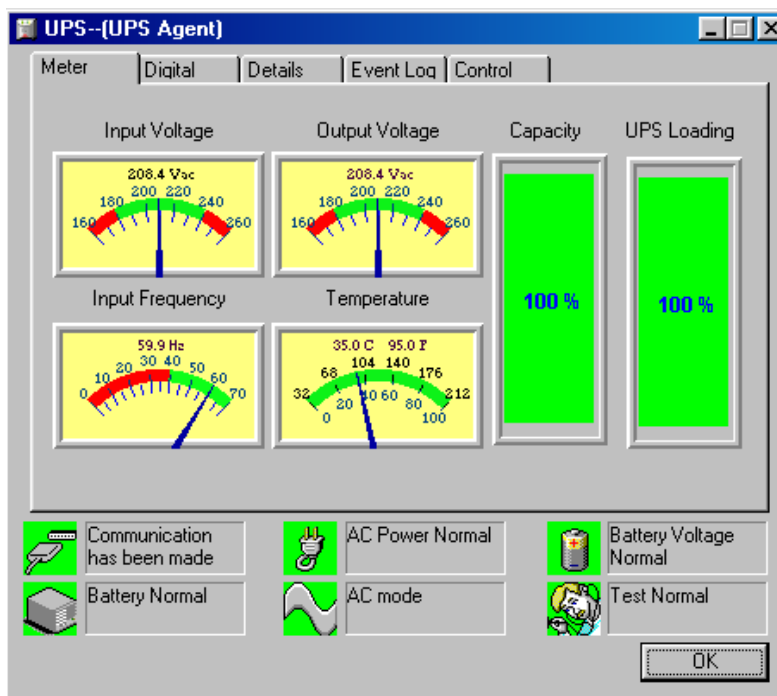 UPS--(UPS Agent)
Meter Digital Details Event Log Control
Input Voltage Output Voltage Capacity UPS Loading
208.4 Vac
160 180 200 220 240 260
208.4 Vac
160 180 200 220 240 260
Input Frequency Temperature
59.9 Hz
0 10 20 30 40 50 60 70
35.0 C 95.0 F
32 68 104 140 176 212
0 20 40 60 80 100
100 %
100 %
Communication
has been made
AC Power Normal
Battery Voltage
Normal
Battery Normal
AC mode
Test Normal
OK